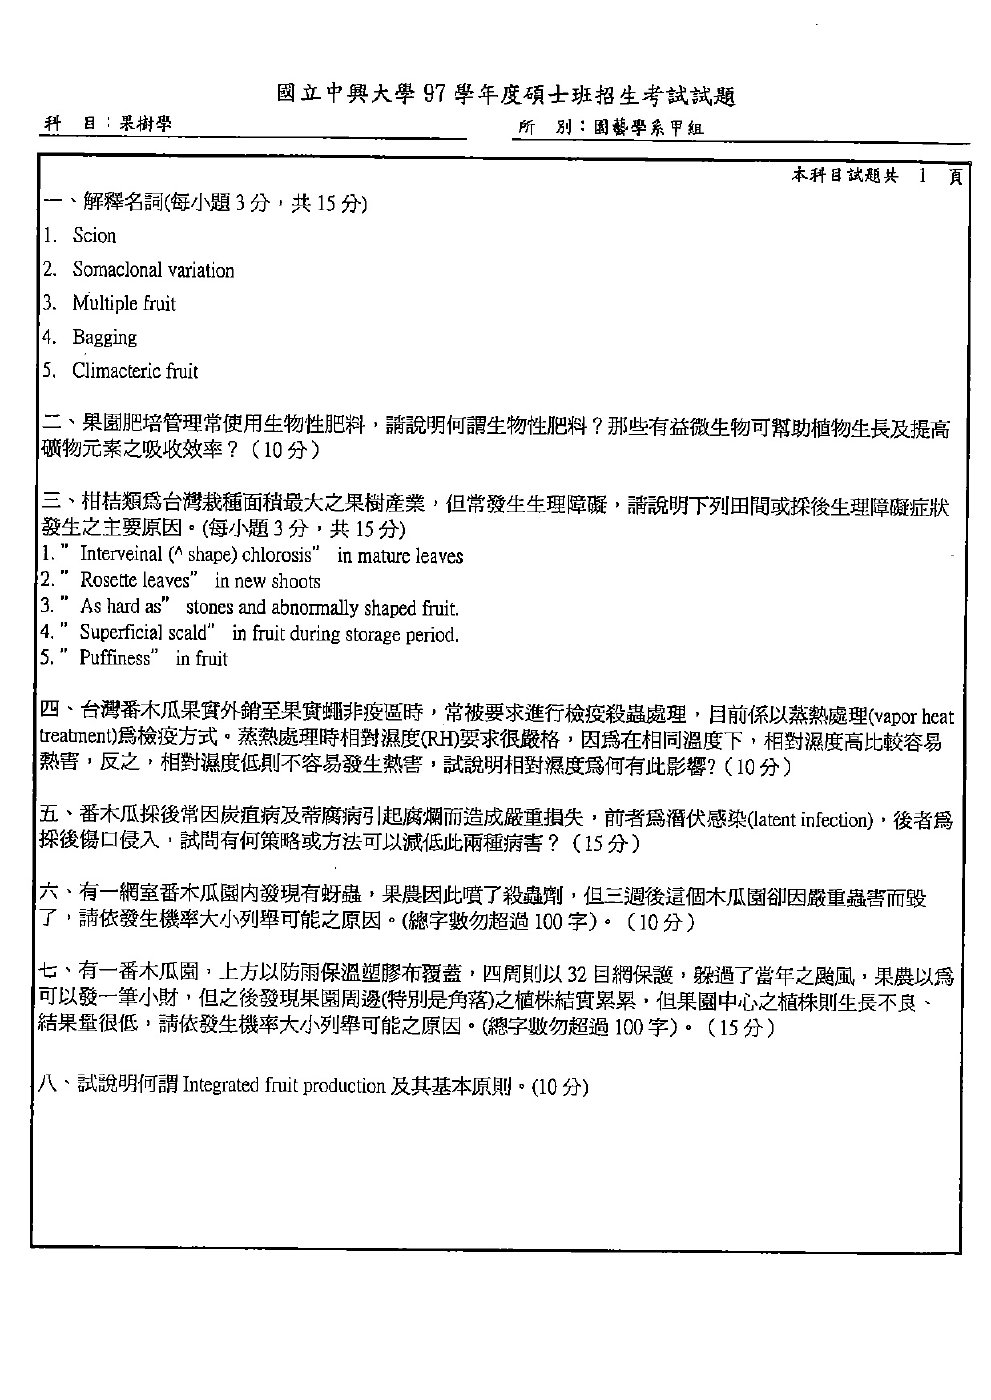 國立中興大學 97 學年度碩士班招生考試試題
科 目：果樹學 所 別：園藝學系甲組
本科目試題共 1 頁
一、解釋名詞(每小題 3 分，共 15 分)
1. Scion
2. Somaclonal variation
3. Multiple fruit
4. Bagging
5. Climacteric fruit
二、果園肥培管理常使用生物性肥料，請說明何謂生物性肥料？那些有益微生物可幫助植物生長及提高
礦物元素之吸收效率？（10 分）
三、柑桔類為台灣栽種面積最大之果樹產業，但常發生生理障礙，請說明下列田間或採後生理障礙症狀
發生之主要原因。(每小題 3 分，共 15 分)
1. ” Interveinal (^ shape) chlorosis” in mature leaves
2. ” Rosette leaves” in new shoots
3. ” As hard as” stones and abnormally shaped fruit.
4. ” Superficial scald” in fruit during storage period.
5. ” Puffiness” in fruit
四、台灣番木瓜果實外銷至果實蠅非疫區時，常被要求進行檢疫殺蟲處理，目前係以蒸熱處理(vapor heat
treatment)為檢疫方式。蒸熱處理時相對濕度(RH)要求很嚴格，因為在相同溫度下，相對濕度高比較容易
熱害，反之，相對濕度低則不容易發生熱害，試說明相對濕度為何有此影響?（10 分）
五、番木瓜採後常因炭疽病及蒂腐病引起腐爛而造成嚴重損失，前者為潛伏感染(latent infection)，後者為
採後傷口侵入，試問有何策略或方法可以減低此兩種病害？（15 分）
六、有一網室番木瓜園內發現有蚜蟲，果農因此噴了殺蟲劑，但三週後這個木瓜園卻因嚴重蟲害而毀
了，請依發生機率大小列舉可能之原因。(總字數勿超過 100 字)。（10 分）
七、有一番木瓜園，上方以防雨保溫塑膠布覆蓋，四周則以 32 目網保護，躲過了當年之颱風，果農以為
可以發一筆小財，但之後發現果園周邊(特別是角落)之植株結實累累，但果園中心之植株則生長不良、
結果量很低，請依發生機率大小列舉可能之原因。(總字數勿超過 100 字)。（15 分）
八、試說明何謂 Integrated fruit production 及其基本原則。(10 分)